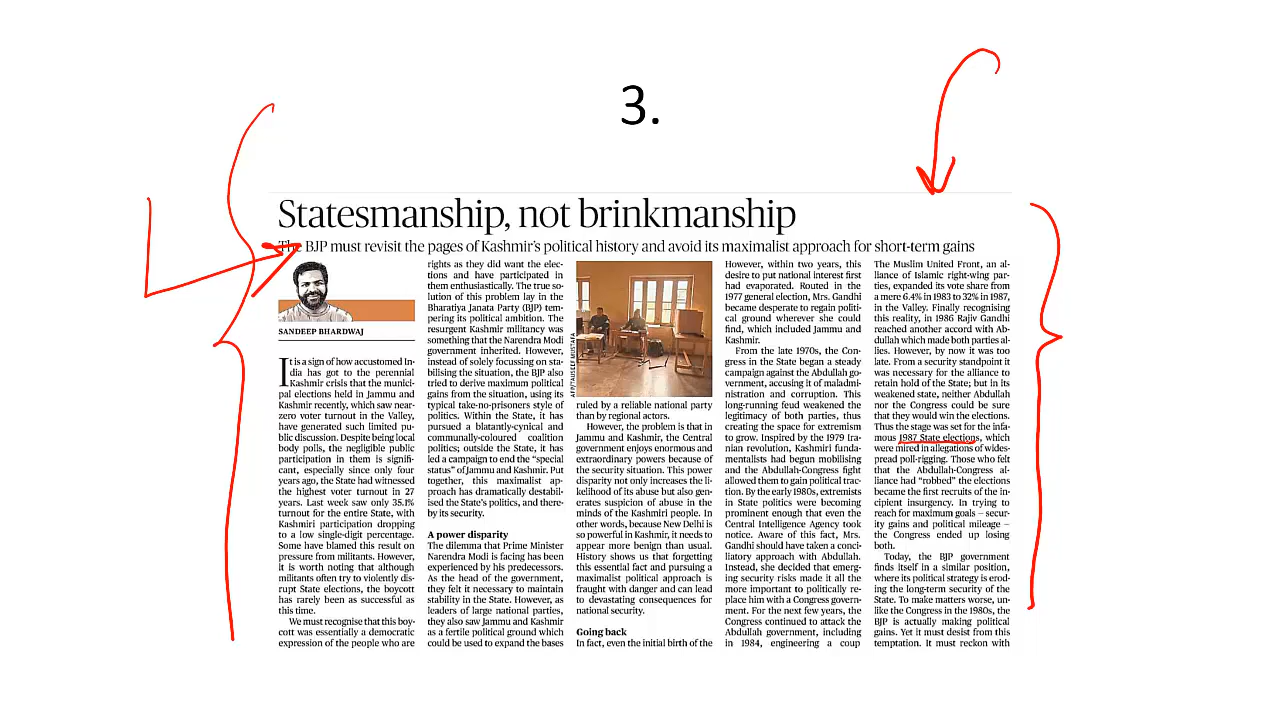 3.
Statesmanship, not brinkmanship
The BJP must revisit the pages of Kashmir's political history and avoid its maximalist approach for short-term gains
SANDEEP BHARDWAJ
It is a sign of how accustomed In-
dia has got to the perennial
Kashmir crisis that the munici-
pal elections held in Jammu and
Kashmir recently, which saw near-
zero voter turnout in the Valley,
have generated such limited pu-
blic discussion. Despite being local
body polls, the negligible public
participation in them is signifi-
cant, especially since only four
years ago, the State had witnessed
the highest voter turnout in 27
years. Last week saw only 35.1%
turnout for the entire State, with
Kashmiri participation dropping
to a low single-digit percentage.
Some have blamed this result on
pressure from militants. However,
it is worth noting that although
militants often try to violently dis-
rupt State elections, the boycott
has rarely been as successful as
this time.
We must recognise that this boy-
cott was essentially a democratic
expression of the people who are
rights as they did want the elec-
tions and have participated in
them enthusiastically. The true so-
lution of this problem lay in the
Bharatiya Janata Party (BJP) tem-
pering its political ambition. The
resurgent Kashmir militancy was
something that the Narendra Modi
government inherited. However,
instead of solely focussing on sta-
bilising the situation, the BJP also
tried to derive maximum political
gains from the situation, using its
typical take-no-prisoners style of
politics. Within the State, it has
pursued a blatantly-cynical and
communally-coloured coalition
politics; outside the State, it has
led a campaign to end the "special
status" of Jammu and Kashmir. Put
together, this maximalist ap-
proach has dramatically destabil-
ised the State's politics, and there-
by its security.
A power disparity
The dilemma that Prime Minister
Narendra Modi is facing has been
experienced by his predecessors.
As the head of the government,
they felt it necessary to maintain
stability in the State. However, as
leaders of large national parties,
they also saw Jammu and Kashmir
as a fertile political ground which
could be used to expand the bases
AFP/TAUSEEF MUSTAFA
ruled by a reliable national party
than by regional actors.
However, the problem is that in
Jammu and Kashmir, the Central
government enjoys enormous and
extraordinary powers because of
the security situation. This power
disparity not only increases the li-
kelihood of its abuse but also gen-
erates suspicion of abuse in the
minds of the Kashmiri people. In
other words, because New Delhi is
so powerful in Kashmir, it needs to
appear more benign than usual.
History shows us that forgetting
this essential fact and pursuing a
maximalist political approach is
fraught with danger and can lead
to devastating consequences for
national security.
Going back
In fact, even the initial birth of the
However, within two years, this
desire to put national interest first
had evaporated. Routed in the
1977 general election, Mrs. Gandhi
became desperate to regain politi-
cal ground wherever she could
find, which included Jammu and
Kashmir.
From the late 1970s, the Con-
gress in the State began a steady
campaign against the Abdullah go-
vernment, accusing it of maladmi-
nistration and corruption. This
long-running feud weakened the
legitimacy of both parties, thus
creating the space for extremism
to grow. Inspired by the 1979 Ira-
nian revolution, Kashmiri funda-
mentalists had begun mobilising
and the Abdullah-Congress fight
allowed them to gain political trac-
tion. By the early 1980s, extremists
in State politics were becoming
prominent enough that even the
Central Intelligence Agency took
notice. Aware of this fact, Mrs.
Gandhi should have taken a conci-
liatory approach with Abdullah.
Instead, she decided that emerg-
ing security risks made it all the
more important to politically re-
place him with a Congress govern-
ment. For the next few years, the
Congress continued to attack the
Abdullah government, including
in 1984, engineering a coup
The Muslim United Front, an al-
liance of Islamic right-wing par-
ties, expanded its vote share from
a mere 6.4% in 1983 to 32% in 1987,
in the Valley. Finally recognising
this reality, in 1986 Rajiv Gandhi
reached another accord with Ab-
dullah which made both parties al-
lies. However, by now it was too
late. From a security standpoint it
was necessary for the alliance to
retain hold of the State; but in its
weakened state, neither Abdullah
nor the Congress could be sure
that they would win the elections.
Thus the stage was set for the infa-
mous 1987 State elections, which
were mired in allegations of wides-
pread poll-rigging. Those who felt
that the Abdullah-Congress al-
liance had "robbed" the elections
became the first recruits of the in-
cipient insurgency. In trying to
reach for maximum goals — secur-
ity gains and political mileage —
the Congress ended up losing
both.
Today, the BJP government
finds itself in a similar position,
where its political strategy is erod-
ing the long-term security of the
State. To make matters worse, un-
like the Congress in the 1980s, the
BJP is actually making political
gains. Yet it must desist from this
temptation. It must reckon with